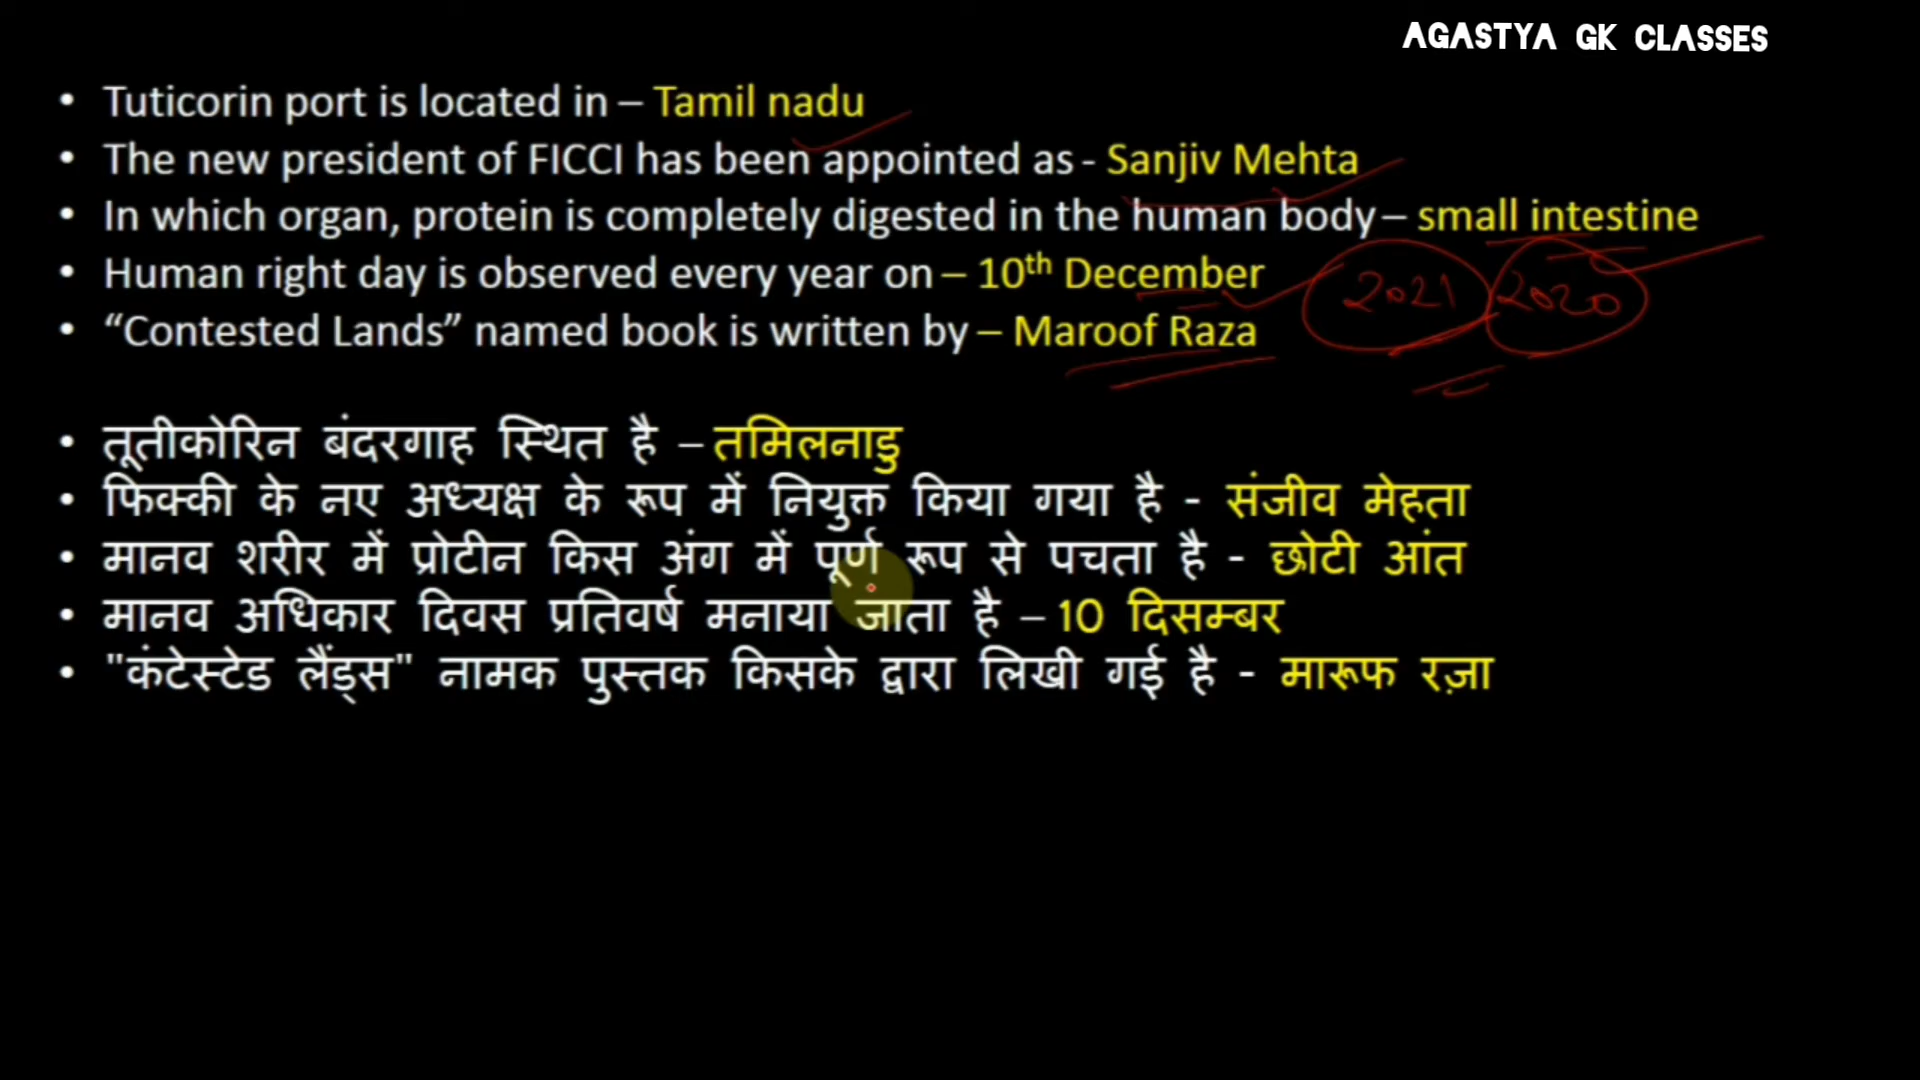 AGASTYA GK CLASSES
• Tuticorin port is located in – Tamil nadu
• The new president of FICCI has been appointed as - Sanjiv Mehta
• In which organ, protein is completely digested in the human body – small intestine
• Human right day is observed every year on – 10th December 2021 2020
• “Contested Lands” named book is written by – Maroof Raza
• तूतीकोरिन बंदरगाह स्थित है – तमिलनाडु
• फिक्की के नए अध्यक्ष के रूप में नियुक्त किया गया है - संजीव मेहता
• मानव शरीर में प्रोटीन किस अंग में पूर्ण रूप से पचता है - छोटी आंत
• मानव अधिकार दिवस प्रतिवर्ष मनाया जाता है – 10 दिसम्बर
• "कंटेस्टेड लैंड्स" नामक पुस्तक किसके द्वारा लिखी गई है - मारूफ रज़ा